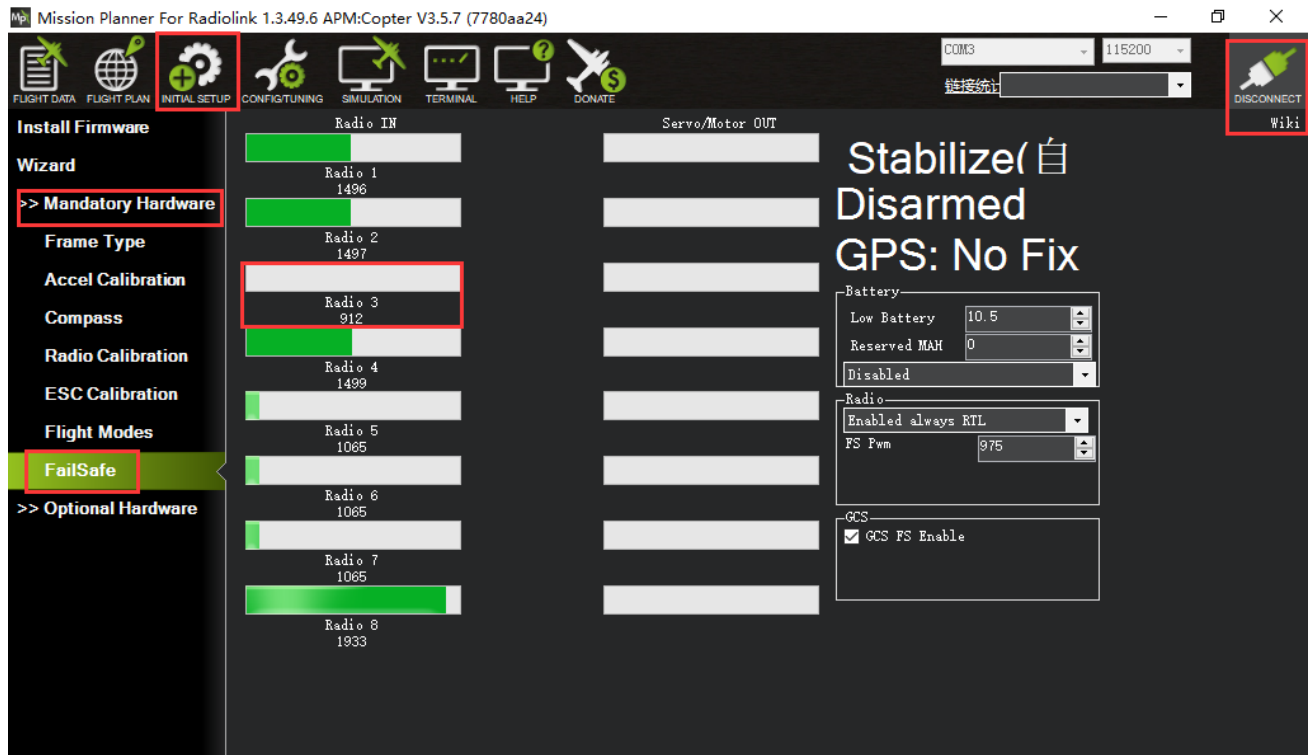 Mission Planner For Radiolink 1.3.49.6 APM:Copter V3.5.7 (7780aa24)
FLIGHT DATA FLIGHT PLAN INITIAL SETUP CONFIG/TUNING SIMULATION TERMINAL HELP DONATE
COM3 115200
链接统计
DISCONNECT
Wiki
Install Firmware
Wizard
>> Mandatory Hardware
Frame Type
Accel Calibration
Compass
Radio Calibration
ESC Calibration
Flight Modes
FailSafe
>> Optional Hardware
Radio IN
Radio 1
1496
Radio 2
1497
Radio 3
912
Radio 4
1499
Radio 5
1065
Radio 6
1065
Radio 7
1065
Radio 8
1933
Servo/Motor OUT
Stabilize(自
Disarmed
GPS: No Fix
Battery
Low Battery 10.5
Reserved MAH 0
Disabled
Radio
Enabled always RTL
FS Pwm 975
GCS
GCS FS Enable